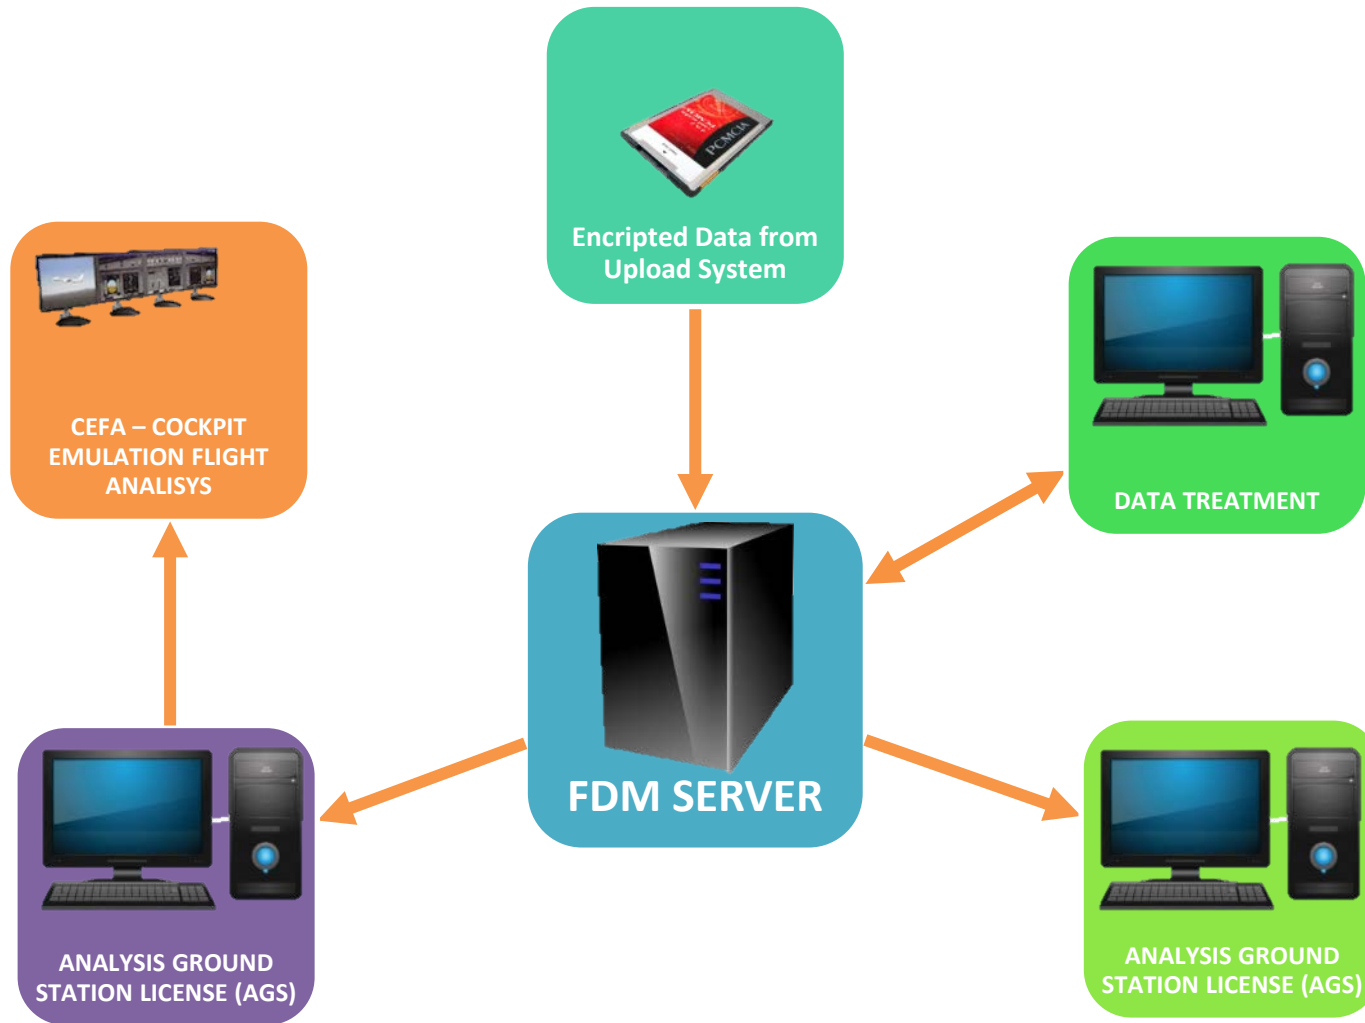 PCMCIA
Encripted Data from
Upload System
CEFA – COCKPIT
EMULATION FLIGHT
ANALISYS
DATA TREATMENT
FDM SERVER
ANALYSIS GROUND
STATION LICENSE (AGS)
ANALYSIS GROUND
STATION LICENSE (AGS)